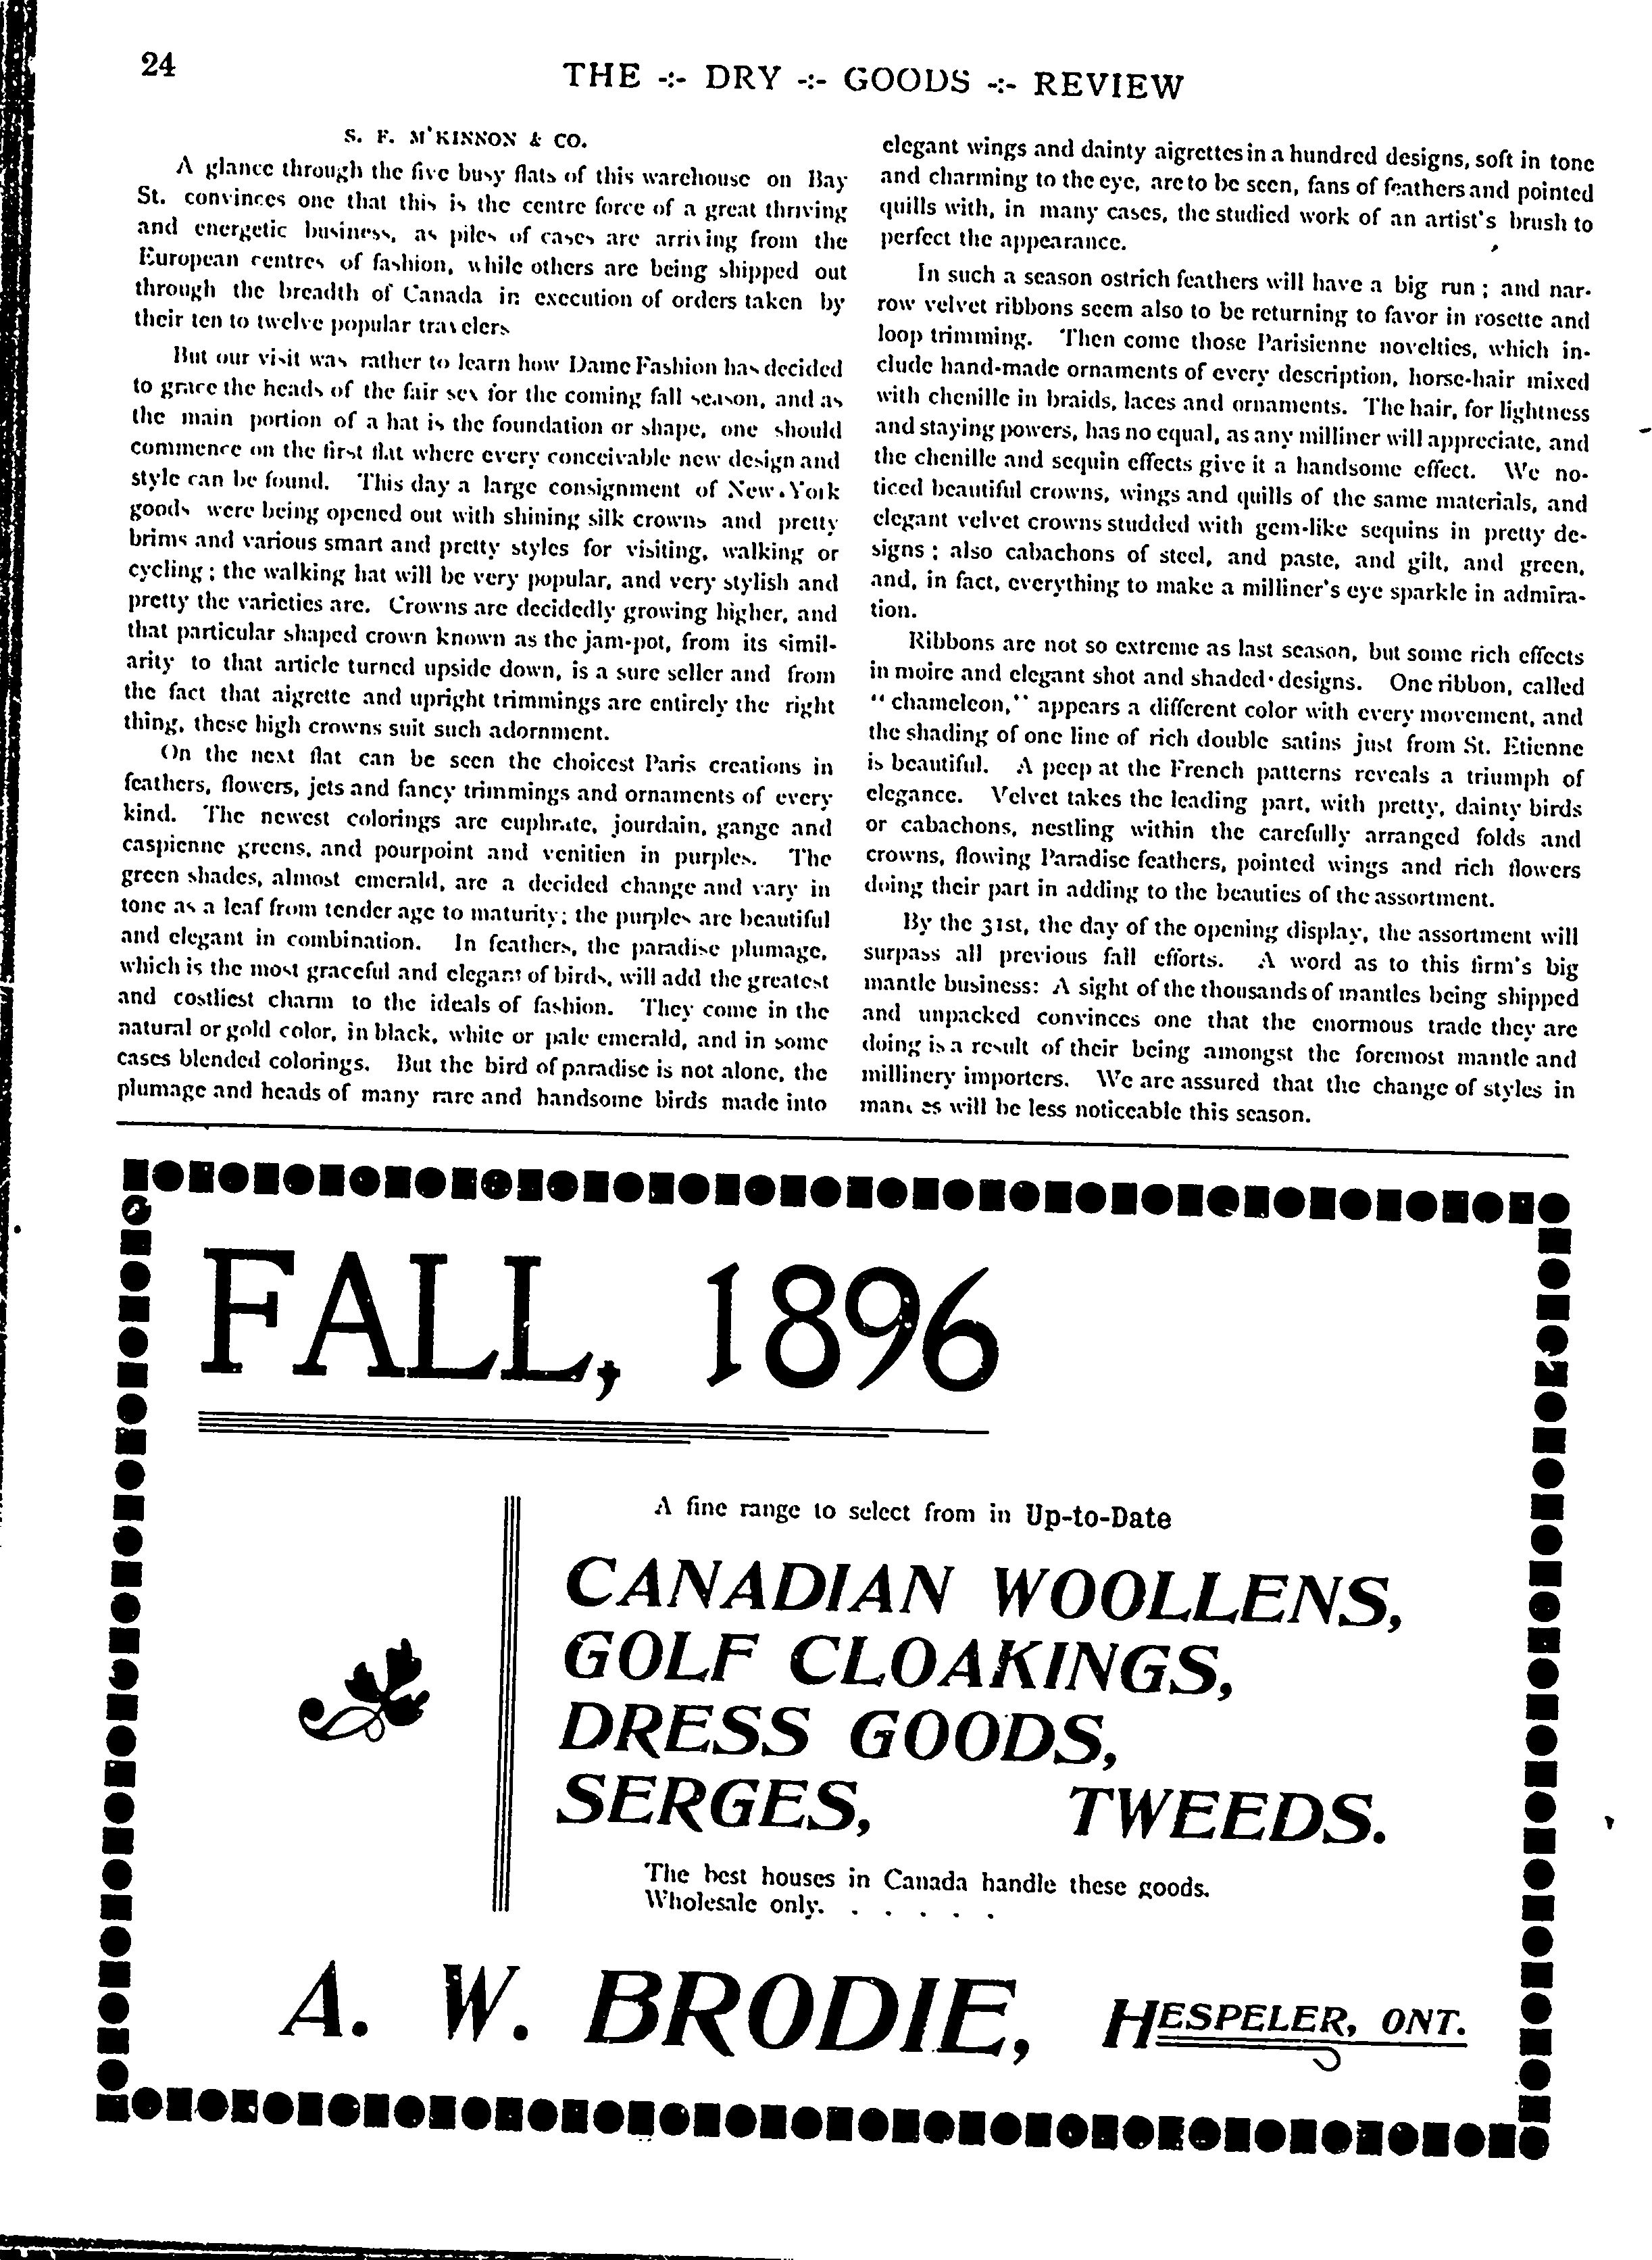 24
THE -:- DRY -:- GOODS -:- REVIEW
S. F. M'KINNON & CO.
A glance through the five busy flats of this warehouse on Bay
St. convinces one that this is the centre force of a great thriving
and energetic business, as piles of cases are arriving from the
European centres of fashion, while others are being shipped out
through the breadth of Canada in execution of orders taken by
their ten to twelve popular travelers
But our visit was rather to learn how Dame Fashion has decided
to grace the heads of the fair sex for the coming fall season, and as
the main portion of a hat is the foundation or shape, one should
commence on the first flat where every conceivable new design and
style can be found. This day a large consignment of New York
goods were being opened out with shining silk crowns and pretty
brims and various smart and pretty styles for visiting, walking or
cycling; the walking hat will be very popular, and very stylish and
pretty the varieties are. Crowns are decidedly growing higher, and
that particular shaped crown known as the jam-pot, from its simil-
arity to that article turned upside down, is a sure seller and from
the fact that aigrette and upright trimmings are entirely the right
thing, these high crowns suit such adornment.
On the next flat can be seen the choicest Paris creations in
feathers, flowers, jets and fancy trimmings and ornaments of every
kind. The newest colorings are euphrate, jourdain, gange and
caspienne greens, and pourpoint and venitien in purples. The
green shades, almost emerald, are a decided change and vary in
tone as a leaf from tender age to maturity; the purples are beautiful
and elegant in combination. In feathers, the paradise plumage,
which is the most graceful and elegant of birds, will add the greatest
and costliest charm to the ideals of fashion. They come in the
natural or gold color, in black, white or pale emerald, and in some
cases blended colorings. But the bird of paradise is not alone, the
plumage and heads of many rare and handsome birds made into
elegant wings and dainty aigrettes in a hundred designs, soft in tone
and charming to the eye, are to be seen, fans of feathers and pointed
quills with, in many cases, the studied work of an artist's brush to
perfect the appearance.
In such a season ostrich feathers will have a big run; and nar-
row velvet ribbons seem also to be returning to favor in rosette and
loop trimming. Then come those Parisienne novelties, which in-
clude hand-made ornaments of every description, horse-hair mixed
with chenille in braids, laces and ornaments. The hair, for lightness
and staying powers, has no equal, as any milliner will appreciate, and
the chenille and sequin effects give it a handsome effect. We no-
ticed beautiful crowns, wings and quills of the same materials, and
elegant velvet crowns studded with gem-like sequins in pretty de-
signs; also cabachons of steel, and paste, and gilt, and green,
and, in fact, everything to make a milliner's eye sparkle in admira-
tion.
Ribbons are not so extreme as last season, but some rich effects
in moire and elegant shot and shaded designs. One ribbon, called
"chameleon," appears a different color with every movement, and
the shading of one line of rich double satins just from St. Etienne
is beautiful. A peep at the French patterns reveals a triumph of
elegance. Velvet takes the leading part, with pretty, dainty birds
or cabachons, nestling within the carefully arranged folds and
crowns, flowing Paradise feathers, pointed wings and rich flowers
doing their part in adding to the beauties of the assortment.
By the 31st, the day of the opening display, the assortment will
surpass all previous fall efforts. A word as to this firm's big
mantle business: A sight of the thousands of mantles being shipped
and unpacked convinces one that the enormous trade they are
doing is a result of their being amongst the foremost mantle and
millinery importers. We are assured that the change of styles in
will be less noticeable this season.
FALL, 1896
A fine range to select from in Up-to-Date
CANADIAN WOOLLENS,
GOLF CLOAKINGS,
DRESS GOODS,
SERGES, TWEEDS.
The best houses in Canada handle these goods.
Wholesale only. . . . . .
A. W. BRODIE, HESPELER, ONT.